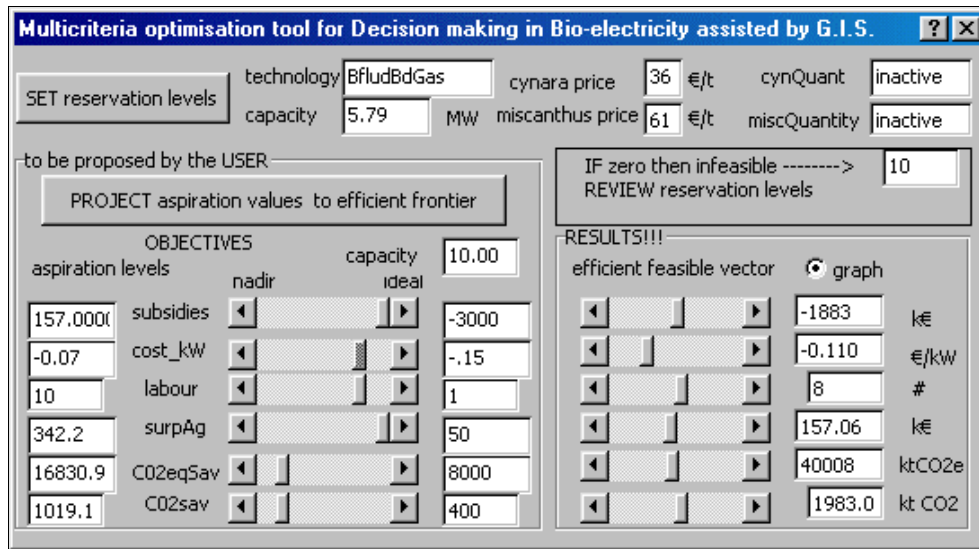 Multicriteria optimisation tool for Decision making in Bio-electricity assisted by G.I.S. ? X
SET reservation levels
technology BfludBdGas cynara price 36 €/t cynQuant inactive
capacity 5.79 MW miscanthus price 61 €/t miscQuantity inactive
to be proposed by the USER
PROJECT aspiration values to efficient frontier
OBJECTIVES
aspiration levels
capacity 10.00
nadir ideal
157.000( subsidies -3000
-0.07 cost_kW -.15
10 labour 1
342.2 surpAg 50
16830.9 C02eqSav 8000
1019.1 C02sav 400
IF zero then infeasible --------> 10
REVIEW reservation levels
RESULTS!!!
efficient feasible vector graph
-1883 k€
-0.110 €/kW
8 #
157.06 k€
40008 ktCO2e
1983.0 kt CO2